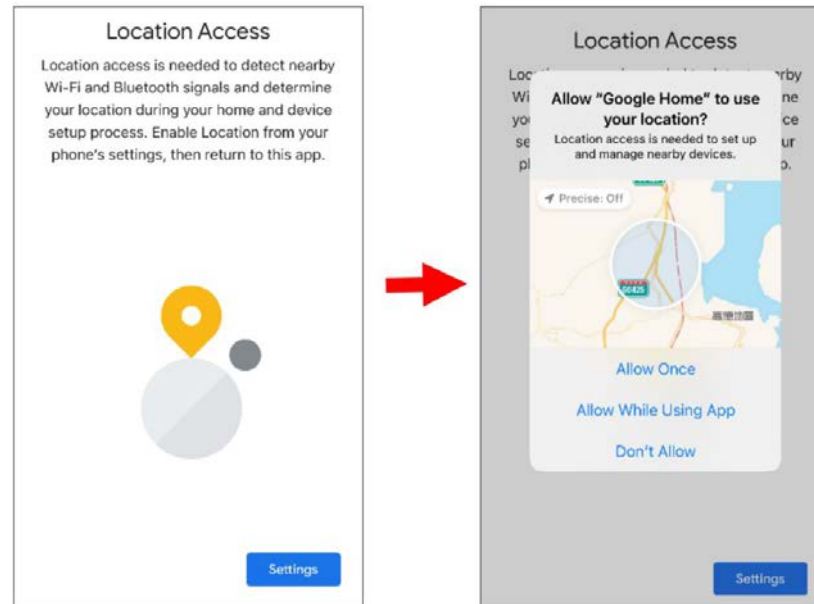 Location Access
Location access is needed to detect nearby
Wi-Fi and Bluetooth signals and determine
your location during your home and device
setup process. Enable Location from your
phone's settings, then return to this app.
Settings
Location Access
Allow "Google Home" to use
your location?
Location access is needed to set up
and manage nearby devices.
Precise: Off
G0425
Allow Once
Allow While Using App
Don't Allow
Settings